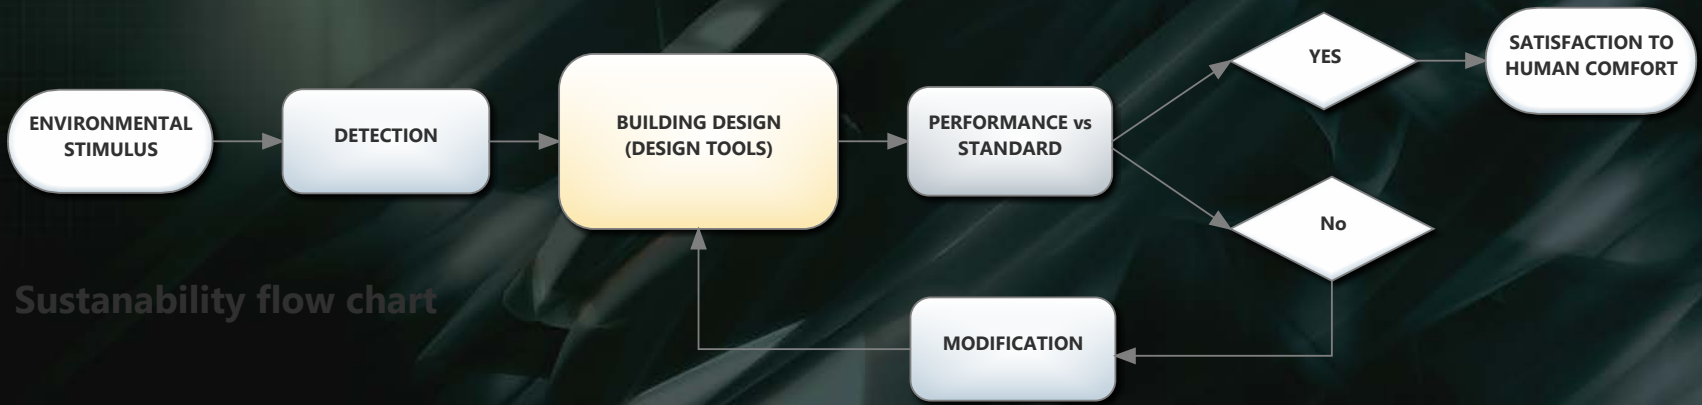 ENVIRONMENTAL
STIMULUS
DETECTION
BUILDING DESIGN
(DESIGN TOOLS)
PERFORMANCE vs
STANDARD
YES
SATISFACTION TO
HUMAN COMFORT
No
MODIFICATION
Sustanability flow chart